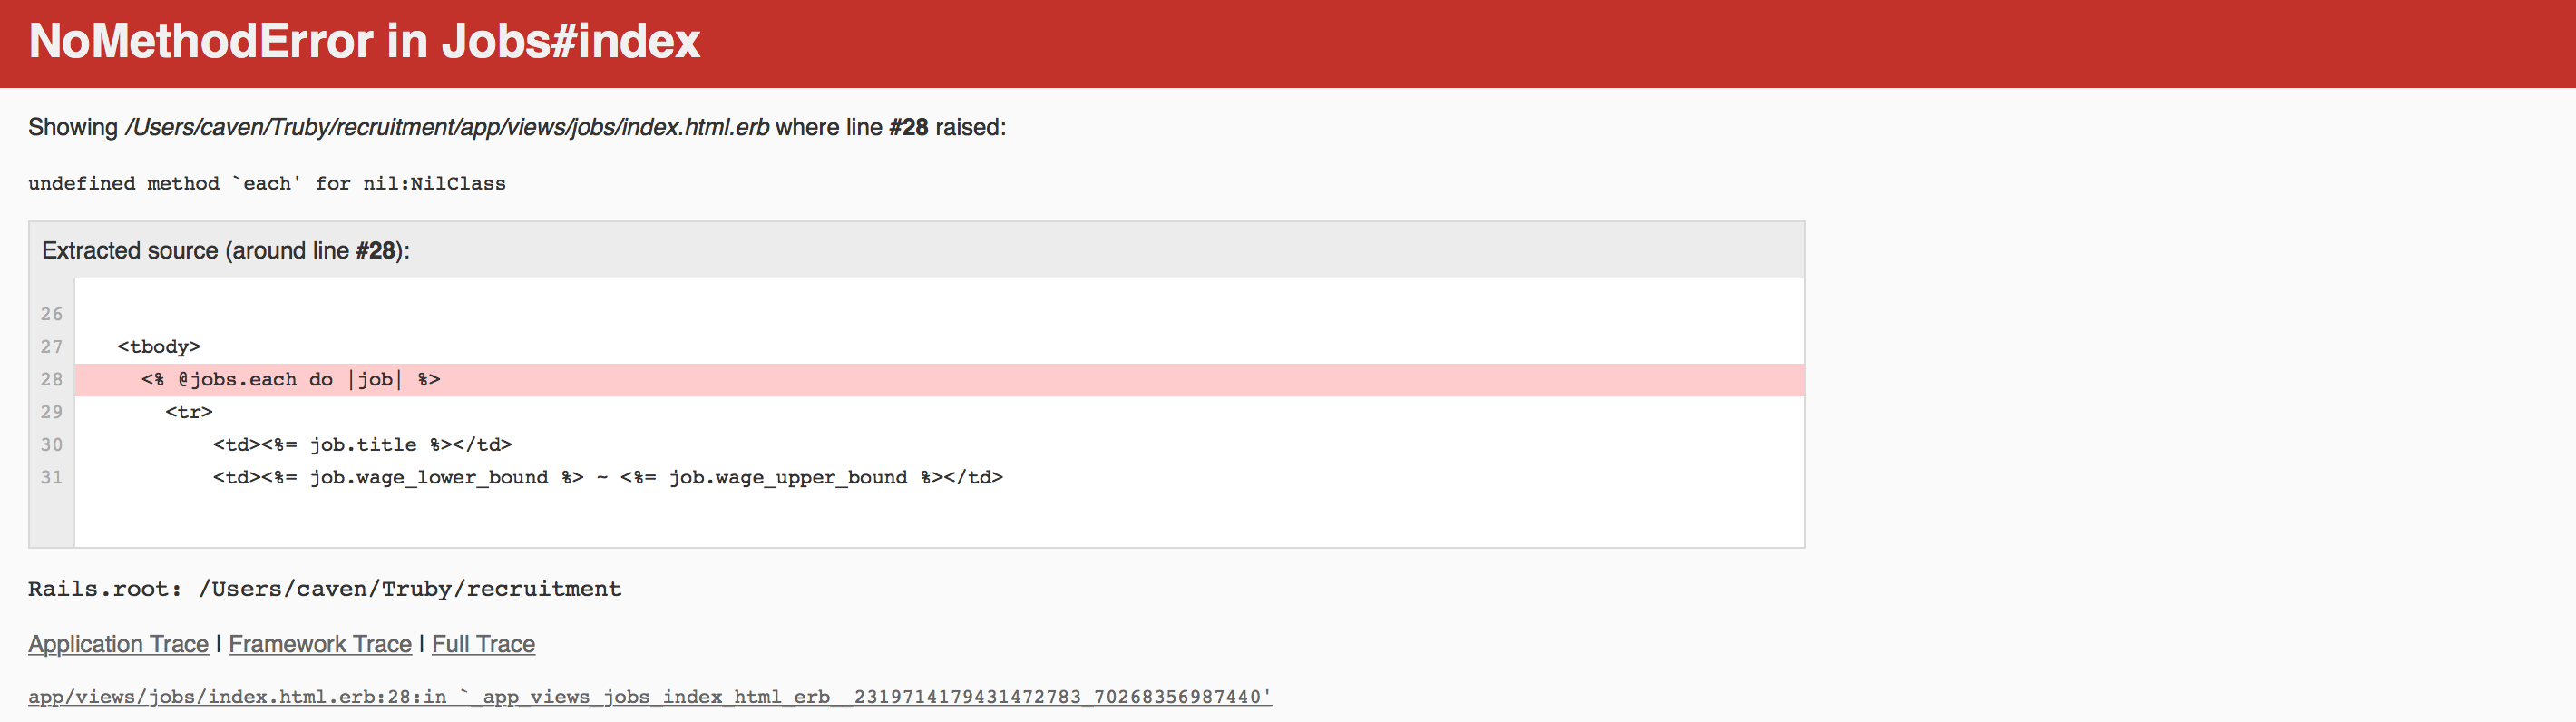 NoMethodError in Jobs#index
Showing /Users/caven/Truby/recruitment/app/views/jobs/index.html.erb where line #28 raised:
undefined method `each' for nil:NilClass
Extracted source (around line #28):
26
27 <tbody>
28 <% @jobs.each do |job| %>
29 <tr>
30 <td><%= job.title %></td>
31 <td><%= job.wage_lower_bound %> ~ <%= job.wage_upper_bound %></td>
Rails.root: /Users/caven/Truby/recruitment
Application Trace | Framework Trace | Full Trace
app/views/jobs/index.html.erb:28:in `_app_views_jobs_index_html_erb__2319714179431472783_70268356987440'